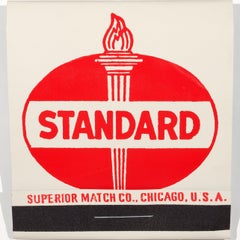 STANDARD
SUPERIOR MATCH CO., CHICAGO, U.S.A.